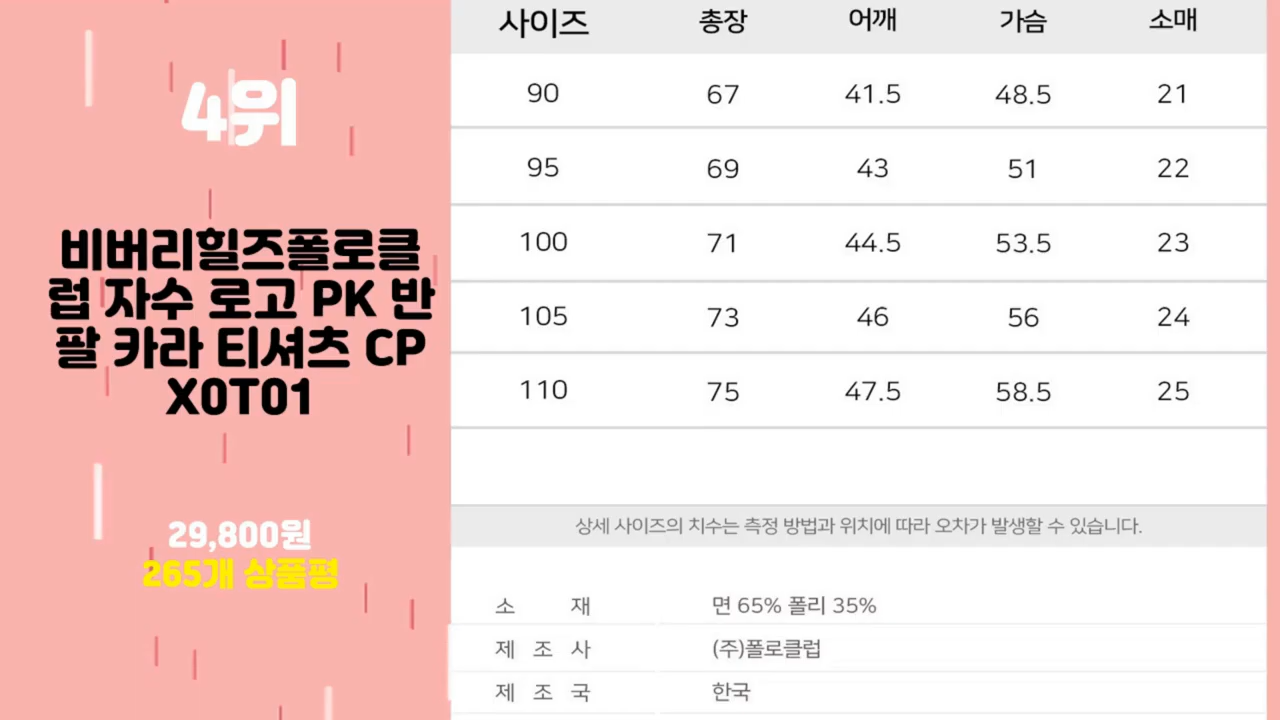 4위
비버리힐즈폴로클
럽 자수 로고 PK 반
팔 카라 티셔츠 CP
X0T01
29,800원
265개 상품평
사이즈 총장 어깨 가슴 소매
90 67 41.5 48.5 21
95 69 43 51 22
100 71 44.5 53.5 23
105 73 46 56 24
110 75 47.5 58.5 25
상세 사이즈의 치수는 측정 방법과 위치에 따라 오차가 발생할 수 있습니다.
소 재 면 65% 폴리 35%
제 조 사 (주)폴로클럽
제 조 국 한국